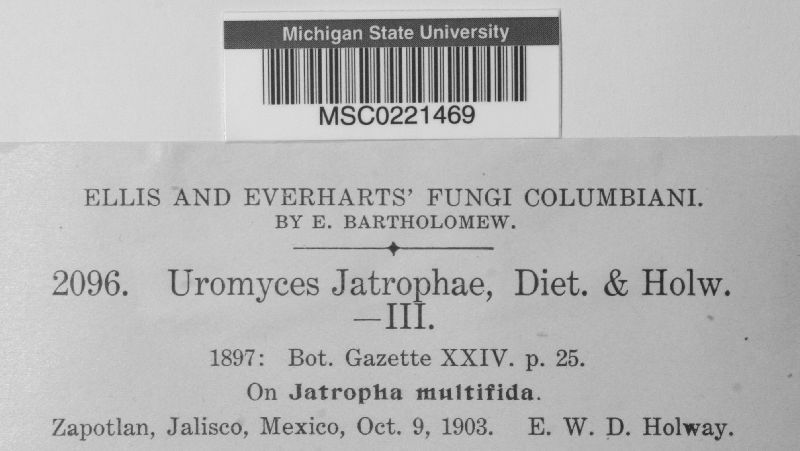 Michigan State University
MSC0221469
ELLIS AND EVERHARTS' FUNGI COLUMBIANI.
BY E. BARTHOLOMEW.
2096. Uromyces Jatrophae, Diet. & Holw.
—III.
1897: Bot. Gazette XXIV. p. 25.
On Jatropha multifida.
Zapotlan, Jalisco, Mexico, Oct. 9, 1903. E. W. D. Holway.